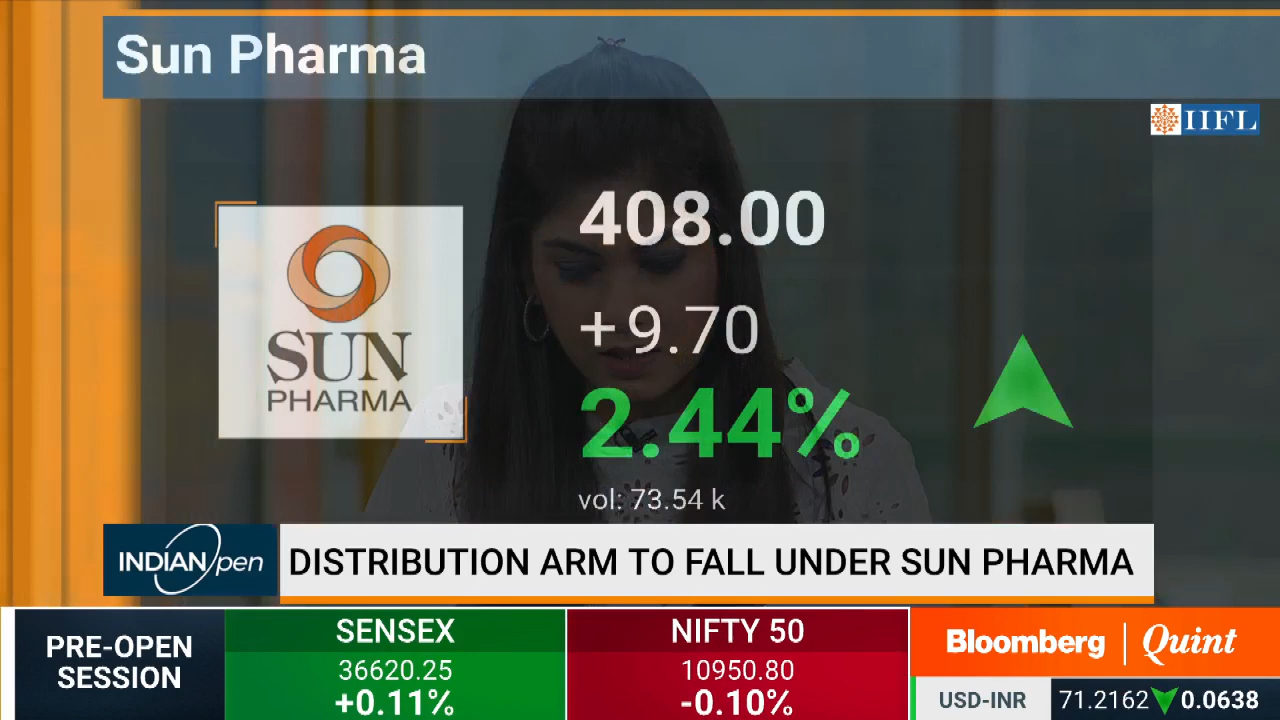 Sun Pharma
IIFL
408.00
SUN
PHARMA
+9.70
2.44%
vol: 73.54 k
INDIAN Open
DISTRIBUTION ARM TO FALL UNDER SUN PHARMA
PRE-OPEN
SESSION
SENSEX
36620.25
+0.11%
NIFTY 50
10950.80
-0.10%
Bloomberg | Quint
USD-INR 71.2162 0.0638